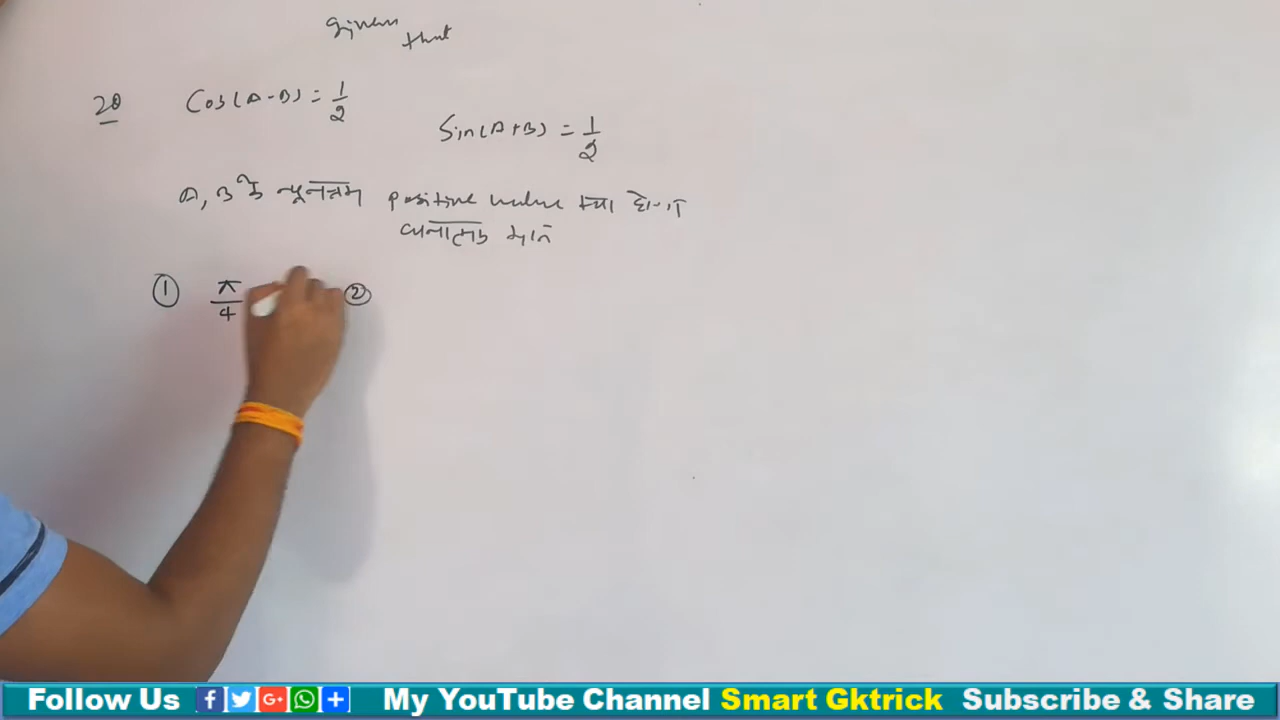 given that
20 Cos(A-B) = 1/2
Sin(A+B) = 1/2
A, B के न्यूनतम positive value क्या होगा
धनात्मक मान
① π/4 ②
Follow Us My YouTube Channel Smart Gktrick Subscribe & Share